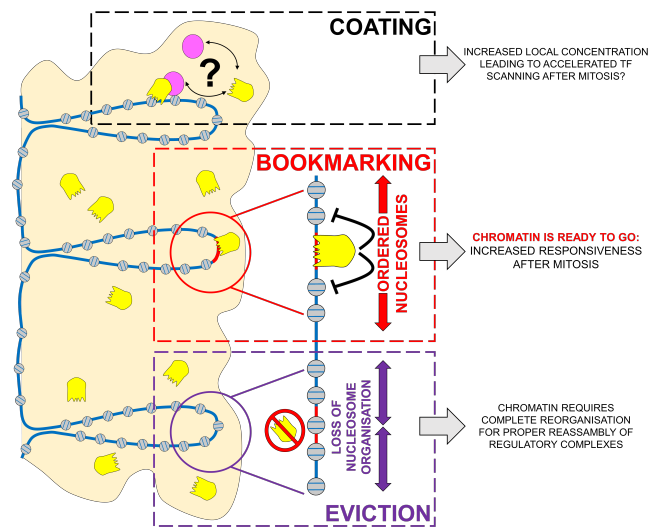 COATING
?
INCREASED LOCAL CONCENTRATION
LEADING TO ACCELERATED TF
SCANNING AFTER MITOSIS?
BOOKMARKING
ORDERED
NUCLEOSOMES
CHROMATIN IS READY TO GO:
INCREASED RESPONSIVENESS
AFTER MITOSIS
LOSS OF
NUCLEOSOME
ORGANISATION
CHROMATIN REQUIRES
COMPLETE REORGANISATION
FOR PROPER REASSAMBLY OF
REGULATORY COMPLEXES
EVICTION